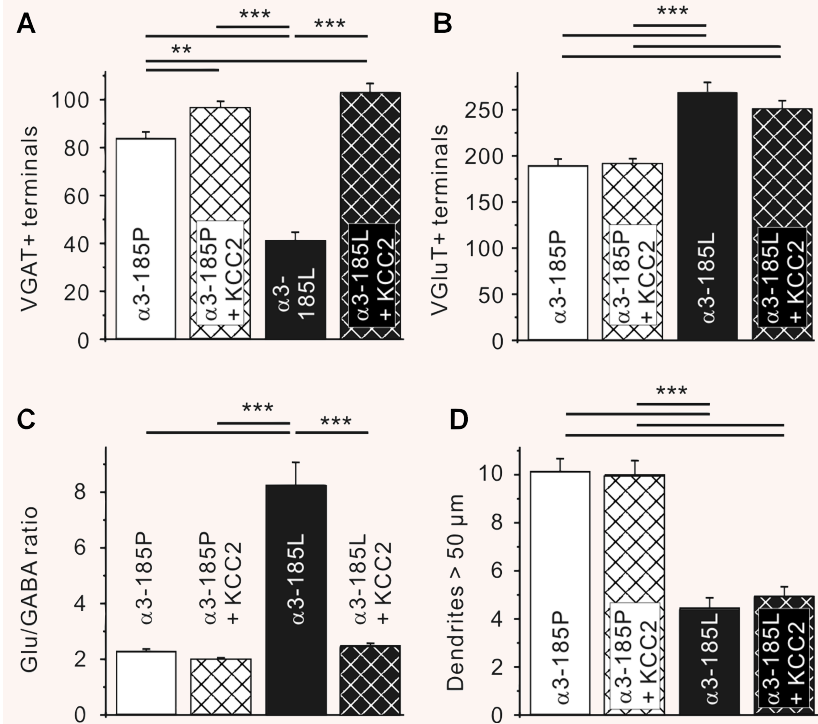 A
***
***
**
VGAT+ terminals
100
80
60
40
20
0
α3-185P
α3-185P
+ KCC2
α3-
185L
α3-185L
+ KCC2
B
***
VGluT+ terminals
250
200
150
100
50
0
α3-185P
α3-185P
+ KCC2
α3-185L
α3-185L
+ KCC2
C
***
***
Glu/GABA ratio
8
6
4
2
0
α3-185P
α3-185P
+ KCC2
α3-185L
α3-185L
+ KCC2
D
***
Dendrites > 50 µm
10
8
6
4
2
0
α3-185P
α3-185P
+ KCC2
α3-185L
α3-185L
+ KCC2